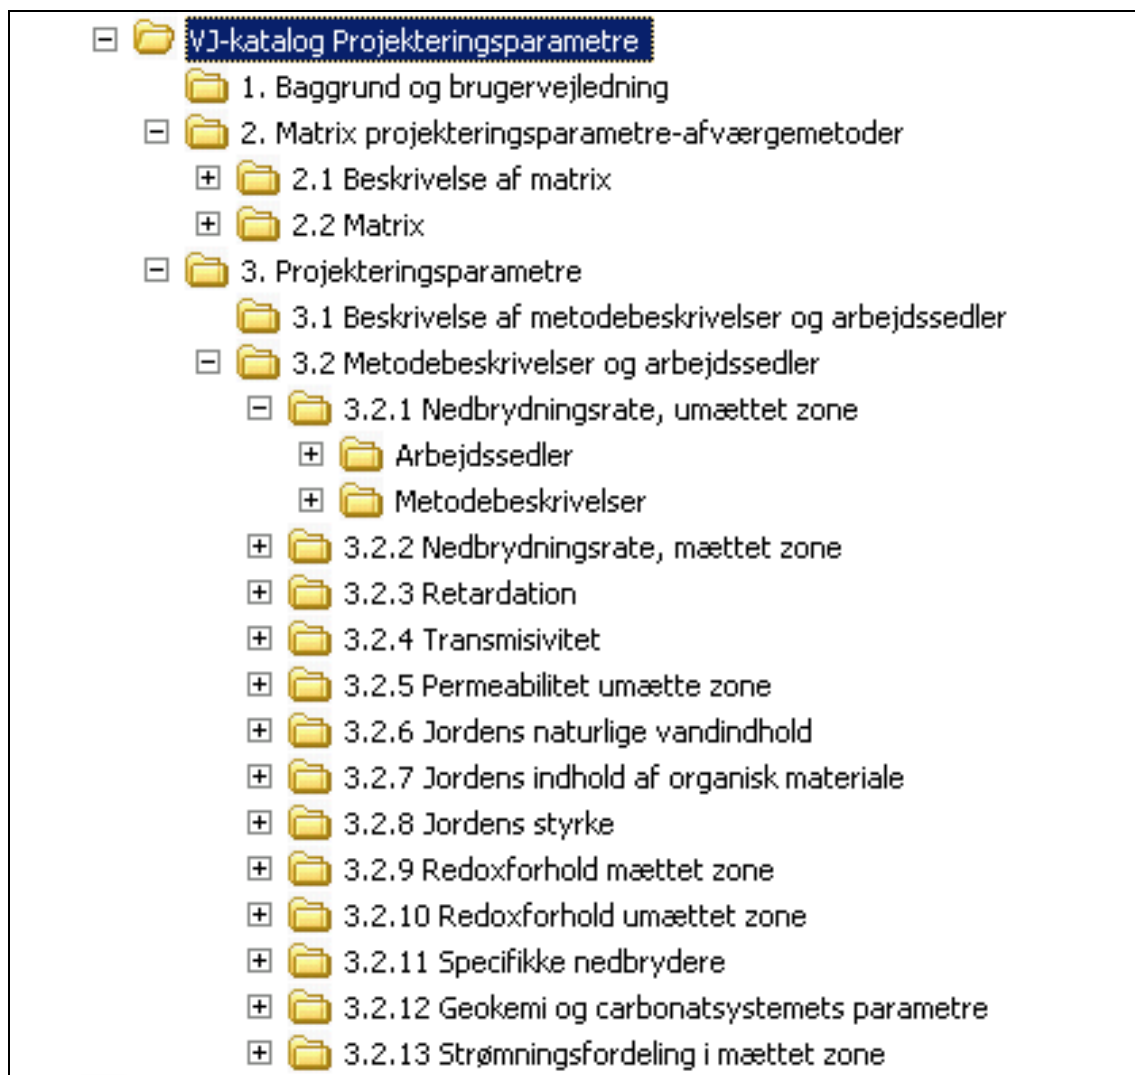 VJ-katalog Projekteringsparametre
1. Baggrund og brugervejledning
2. Matrix projekteringsparametre-afværgemetoder
2.1 Beskrivelse af matrix
2.2 Matrix
3. Projekteringsparametre
3.1 Beskrivelse af metodebeskrivelser og arbejdssedler
3.2 Metodebeskrivelser og arbejdssedler
3.2.1 Nedbrydningsrate, umættet zone
Arbejdssedler
Metodebeskrivelser
3.2.2 Nedbrydningsrate, mættet zone
3.2.3 Retardation
3.2.4 Transmisivitet
3.2.5 Permeabilitet umætte zone
3.2.6 Jordens naturlige vandindhold
3.2.7 Jordens indhold af organisk materiale
3.2.8 Jordens styrke
3.2.9 Redoxforhold mættet zone
3.2.10 Redoxforhold umættet zone
3.2.11 Specifikke nedbrydere
3.2.12 Geokemi og carbonatsystemets parametre
3.2.13 Strømningsfordeling i mættet zone